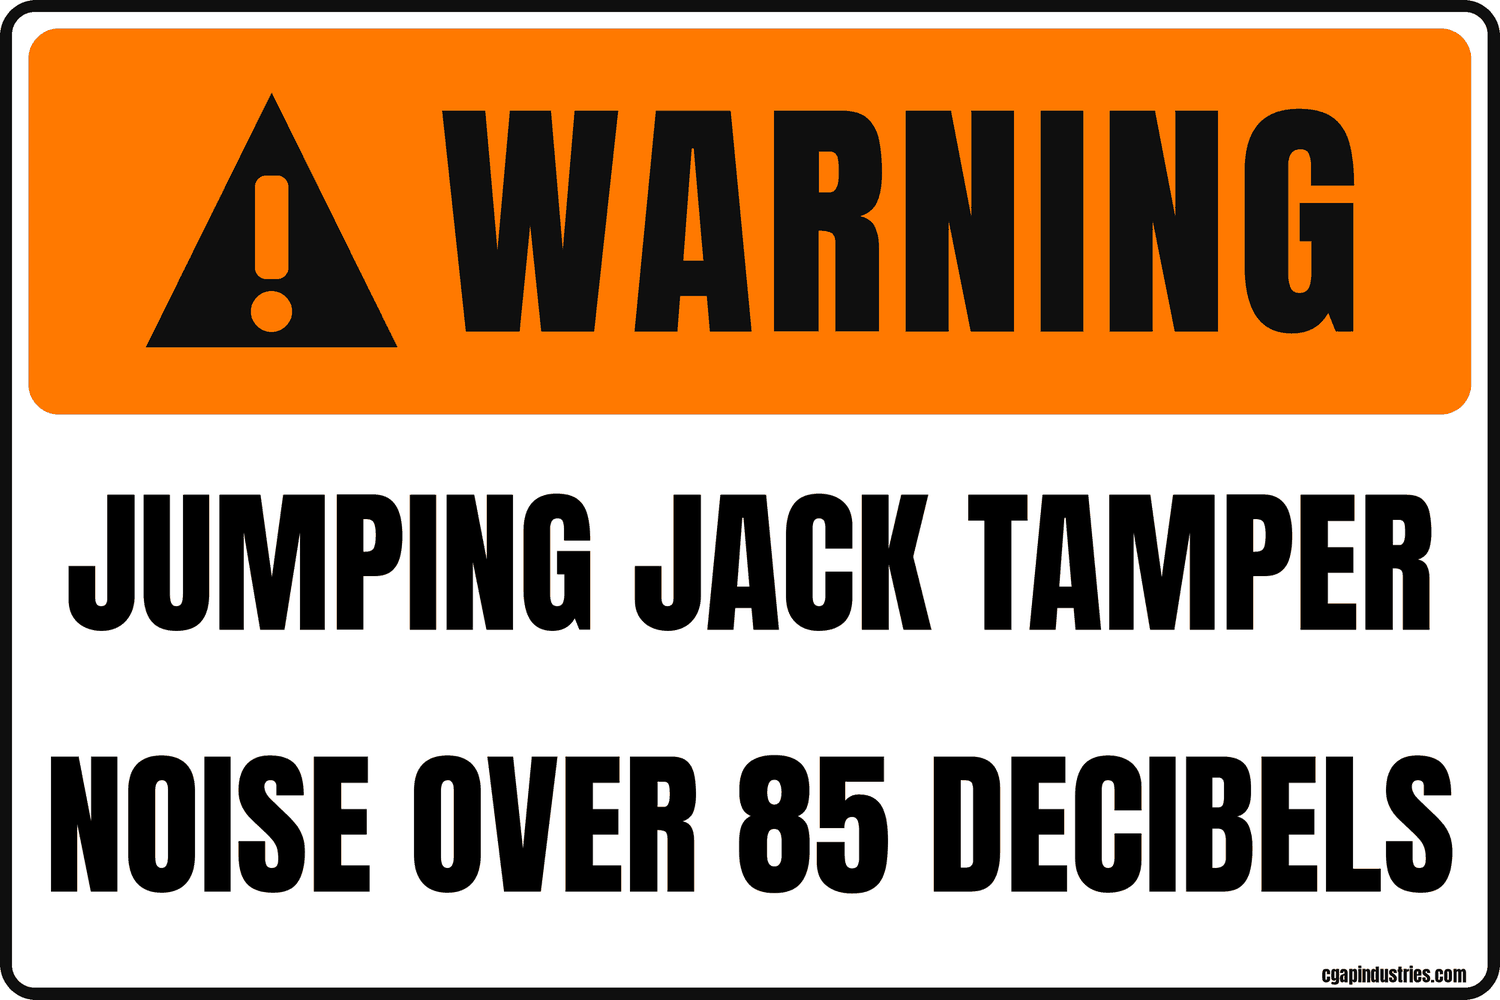 WARNING
JUMPING JACK TAMPER
NOISE OVER 85 DECIBELS
cgapindustries.com